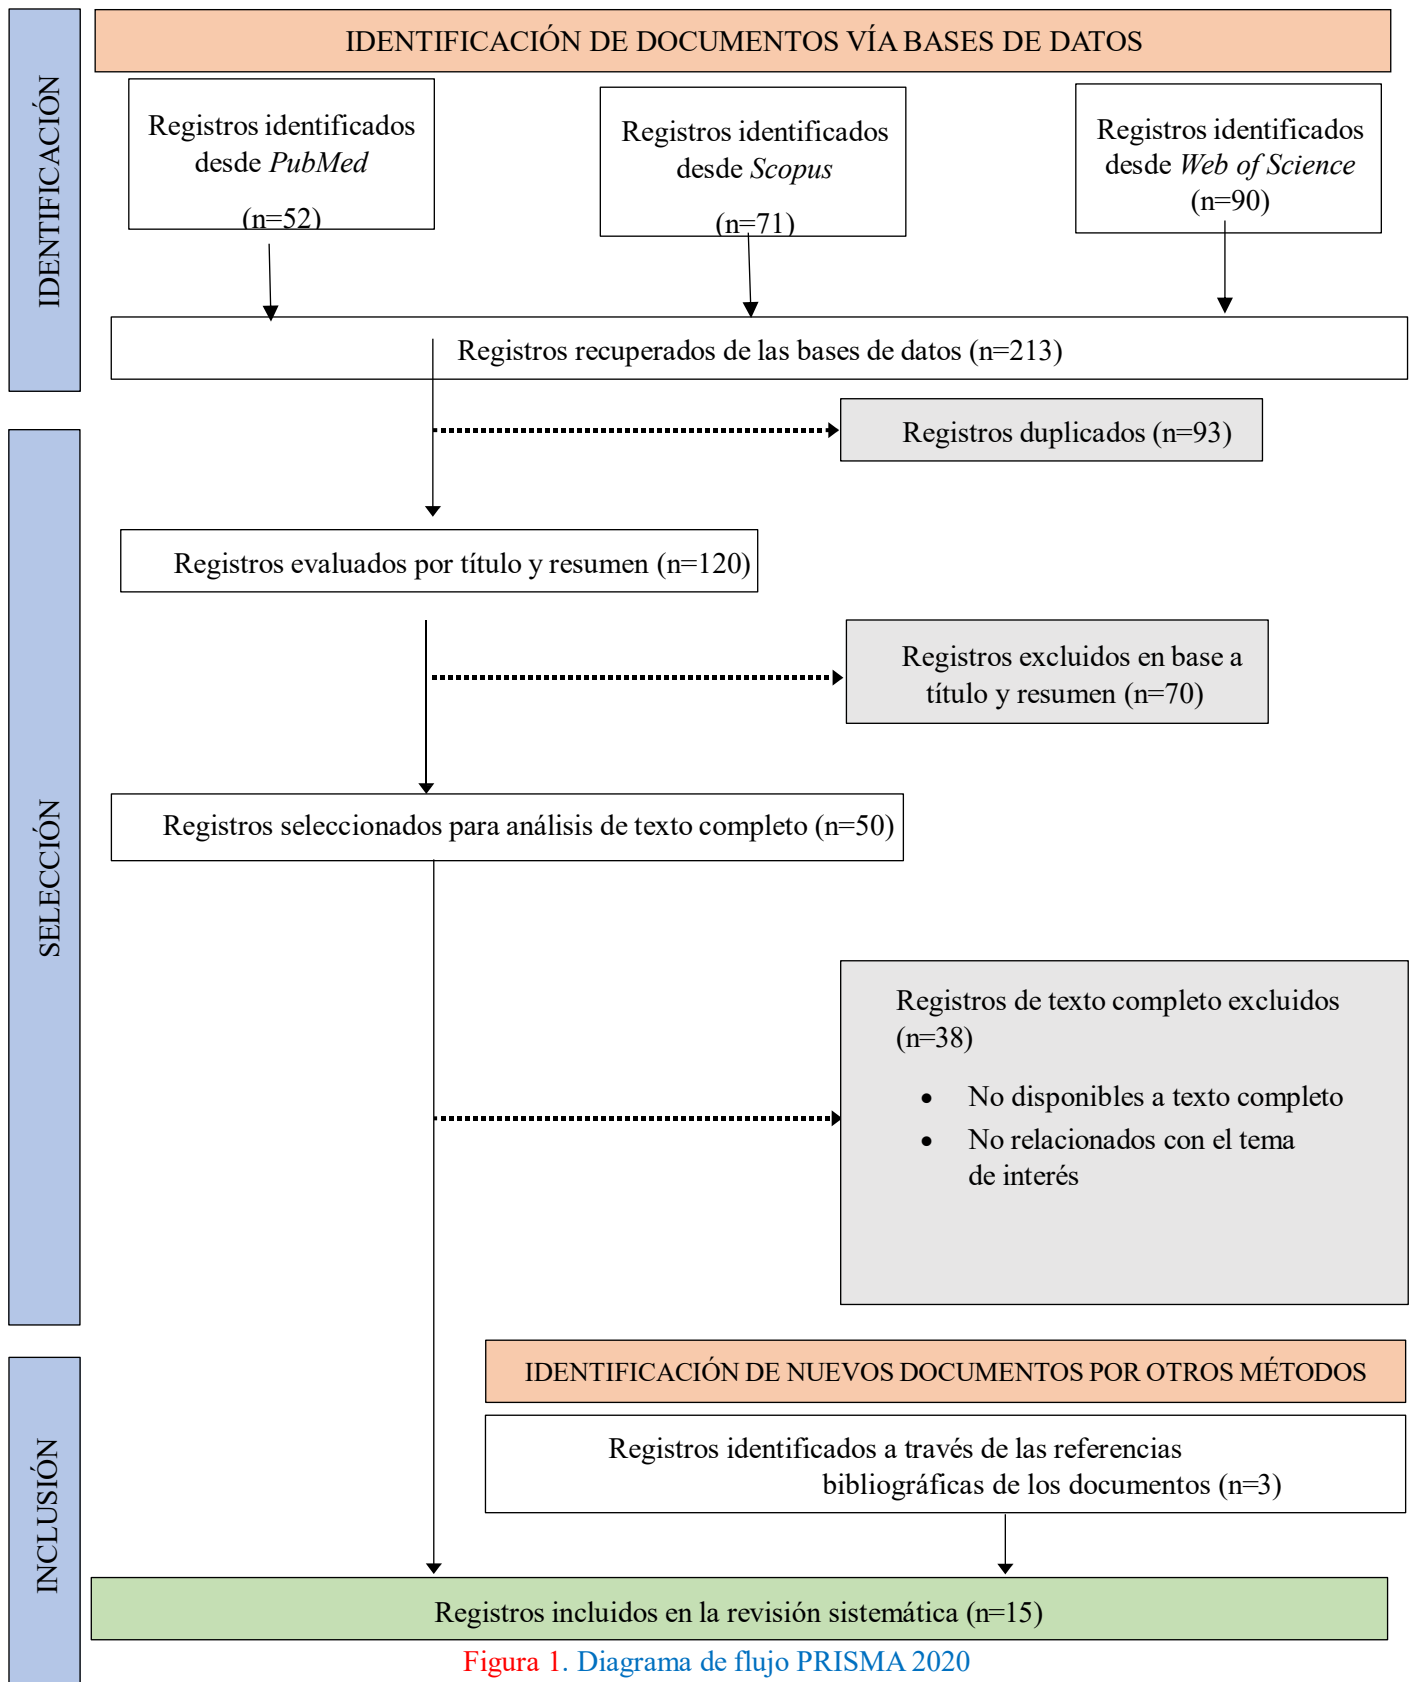 IDENTIFICACIÓN DE DOCUMENTOS VÍA BASES DE DATOS
IDENTIFICACIÓN
Registros identificados
desde PubMed
(n=52)
Registros identificados
desde Scopus
(n=71)
Registros identificados
desde Web of Science
(n=90)
Registros recuperados de las bases de datos (n=213)
Registros duplicados (n=93)
SELECCIÓN
Registros evaluados por título y resumen (n=120)
Registros excluidos en base a
título y resumen (n=70)
Registros seleccionados para análisis de texto completo (n=50)
Registros de texto completo excluidos
(n=38)
• No disponibles a texto completo
• No relacionados con el tema
de interés
INCLUSIÓN
IDENTIFICACIÓN DE NUEVOS DOCUMENTOS POR OTROS MÉTODOS
Registros identificados a través de las referencias
bibliográficas de los documentos (n=3)
Registros incluidos en la revisión sistemática (n=15)
Figura 1. Diagrama de flujo PRISMA 2020